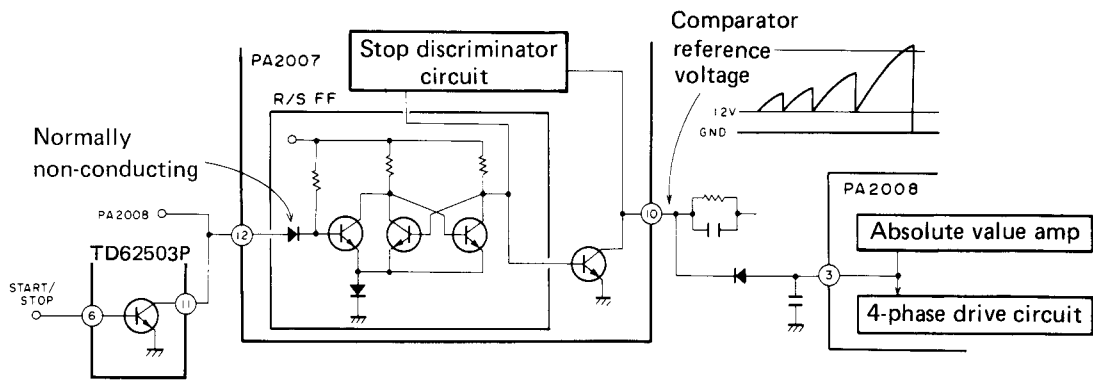 Comparator
reference
voltage
Stop discriminator
circuit
PA2007
R/S FF
12V
GND
Normally
non-conducting
PA2008
PA2008
12
10
Absolute value amp
TD62503P
START/
STOP
11
6
3
4-phase drive circuit